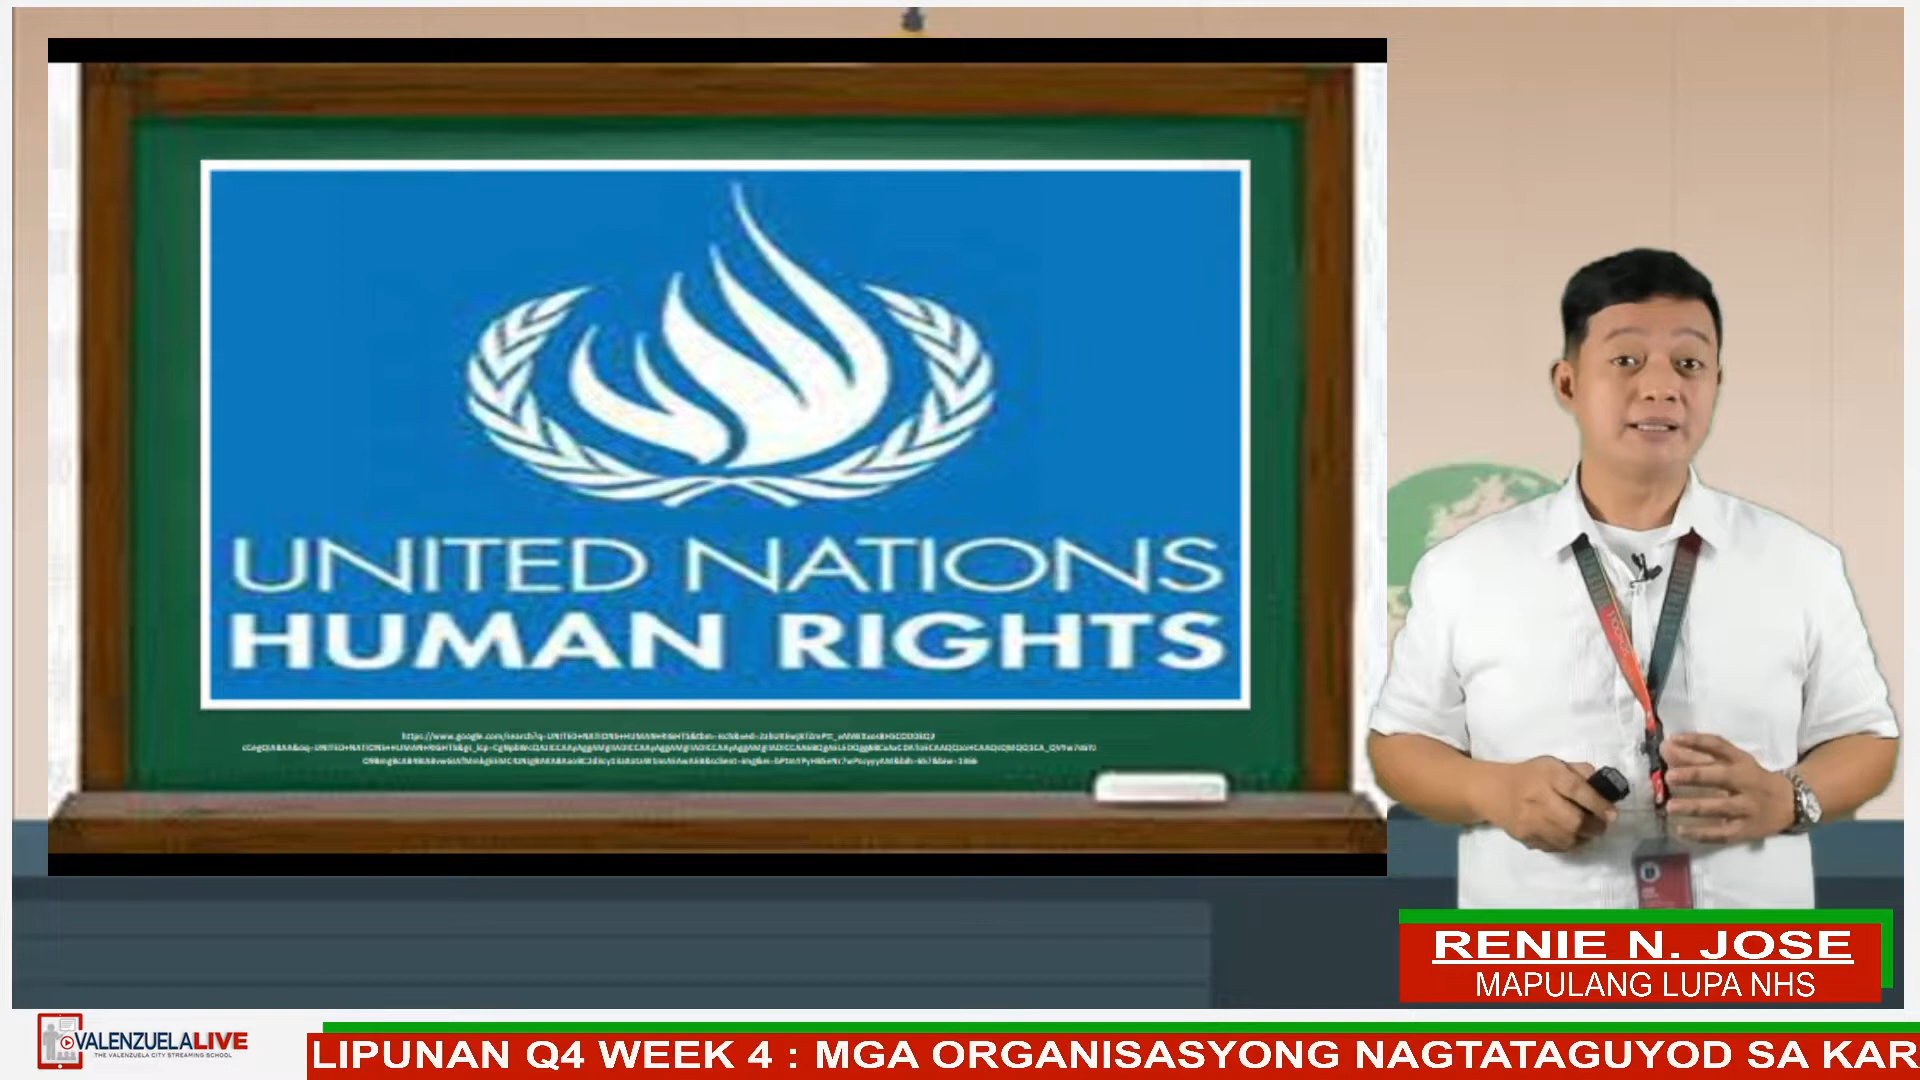 UNITED NATIONS
HUMAN RIGHTS
RENIE N. JOSE
MAPULANG LUPA NHS
VALENZUELALIVE
THE VALENZUELA CITY STREAMING SCHOOL
LIPUNAN Q4 WEEK 4 : MGA ORGANISASYONG NAGTATAGUYOD SA KAR